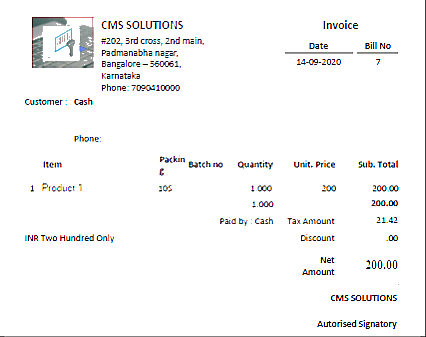 CMS SOLUTIONS
Invoice
#202, 3rd cross, 2nd main,
Padmanabha nagar,
Bangalore – 560061,
Karnataka
Phone: 7090410000
Date Bill No
14-09-2020 7
Customer : Cash
Phone:
Item Packin
g Batch no Quantity Unit. Price Sub. Total
1 Product 1 10S 1.000 200 200.00
1.000 200.00
Paid by : Cash Tax Amount 21.42
INR Two Hundred Only Discount .00
Net
Amount 200.00
CMS SOLUTIONS
Autorised Signatory